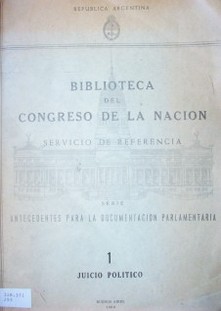 REPUBLICA ARGENTINA
BIBLIOTECA
DEL
CONGRESO DE LA NACION
SERVICIO DE REFERENCIA
SERIE
ANTECEDENTES PARA LA DOCUMENTACION PARLAMENTARIA
1
JUICIO POLITICO
BUENOS AIRES